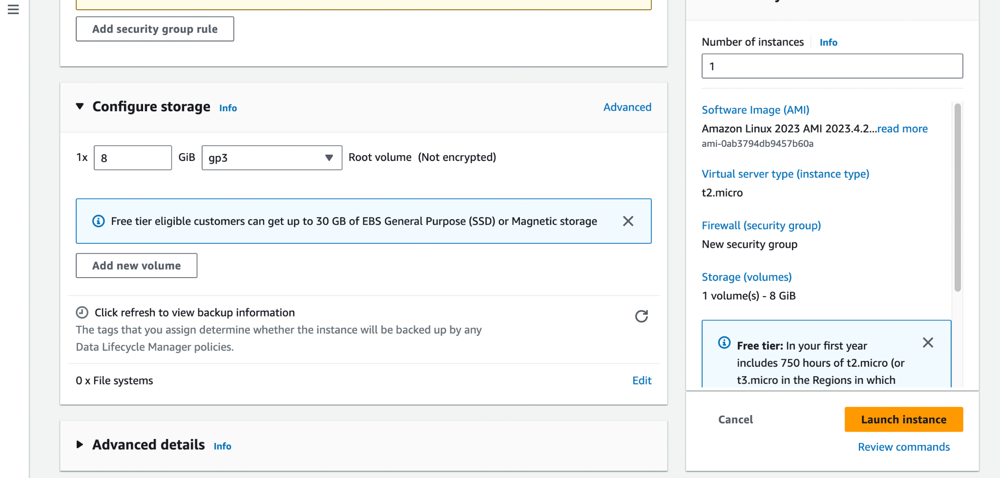 Add security group rule
Configure storage Info Advanced
1x 8 GiB gp3 Root volume (Not encrypted)
Free tier eligible customers can get up to 30 GB of EBS General Purpose (SSD) or Magnetic storage
Add new volume
Click refresh to view backup information
The tags that you assign determine whether the instance will be backed up by any
Data Lifecycle Manager policies.
0 x File systems Edit
Advanced details Info
Number of instances Info
1
Software Image (AMI)
Amazon Linux 2023 AMI 2023.4.2...read more
ami-0ab3794db9457b60a
Virtual server type (instance type)
t2.micro
Firewall (security group)
New security group
Storage (volumes)
1 volume(s) - 8 GiB
Free tier: In your first year
includes 750 hours of t2.micro (or
t3.micro in the Regions in which
Cancel Launch instance
Review commands